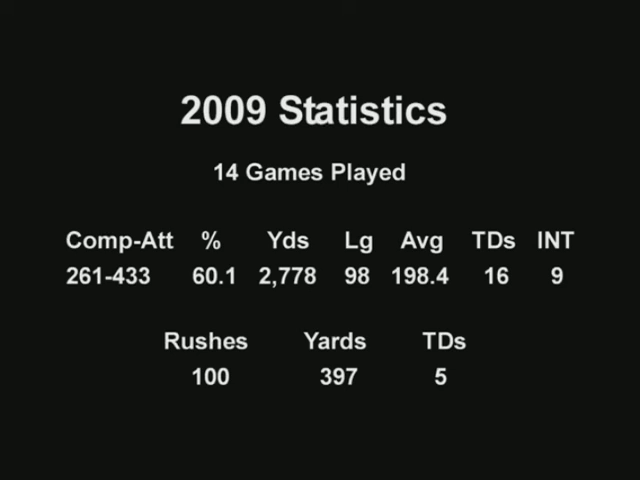 2009 Statistics
14 Games Played
Comp-Att % Yds Lg Avg TDs INT
261-433 60.1 2,778 98 198.4 16 9
Rushes Yards TDs
100 397 5